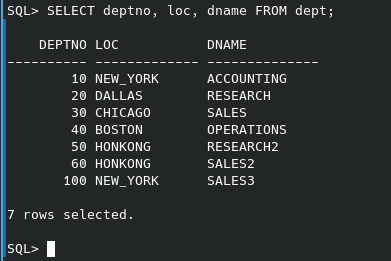 SQL> SELECT deptno, loc, dname FROM dept;
DEPTNO LOC DNAME
---------- ------------- --------------
10 NEW_YORK ACCOUNTING
20 DALLAS RESEARCH
30 CHICAGO SALES
40 BOSTON OPERATIONS
50 HONKONG RESEARCH2
60 HONKONG SALES2
100 NEW_YORK SALES3
7 rows selected.
SQL>